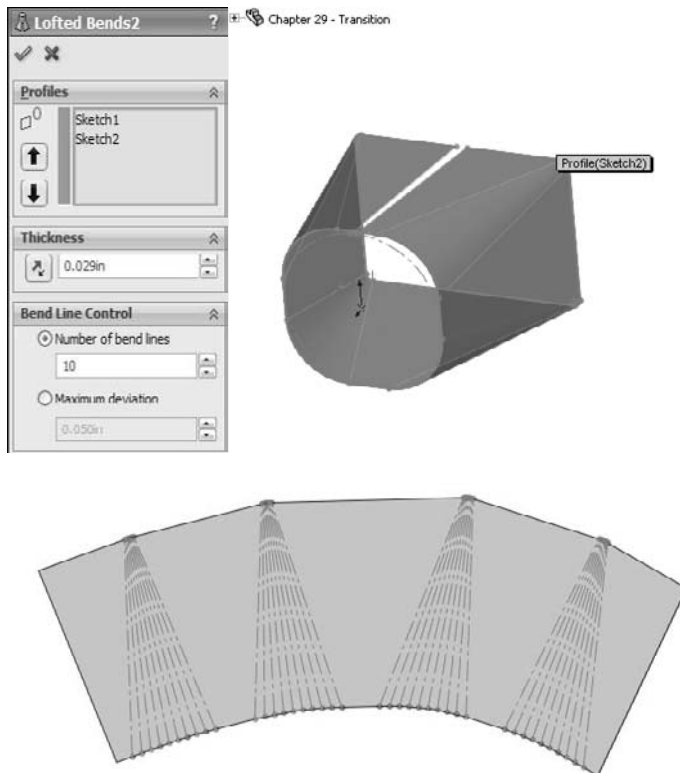 Lofted Bends2 ?
Chapter 29 - Transition
Profiles
Sketch1
Sketch2
Profile(Sketch2)
Thickness
0.029in
Bend Line Control
Number of bend lines
10
Maximum deviation
0.050in